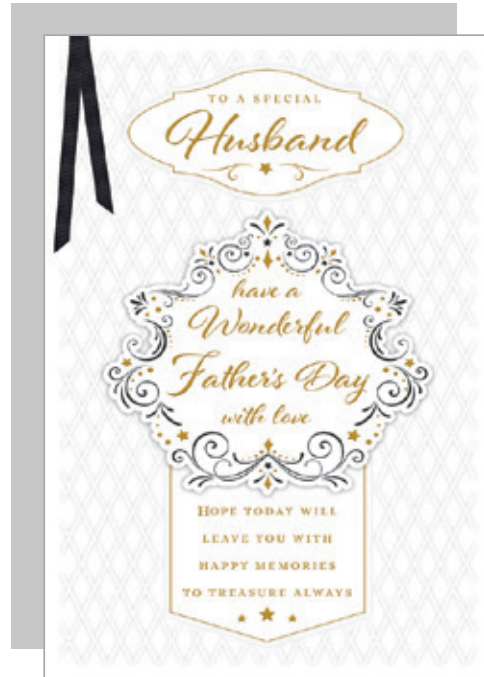 TO A SPECIAL
Husband
have a
Wonderful
Father's Day
with love
HOPE TODAY WILL
LEAVE YOU WITH
HAPPY MEMORIES
TO TREASURE ALWAYS